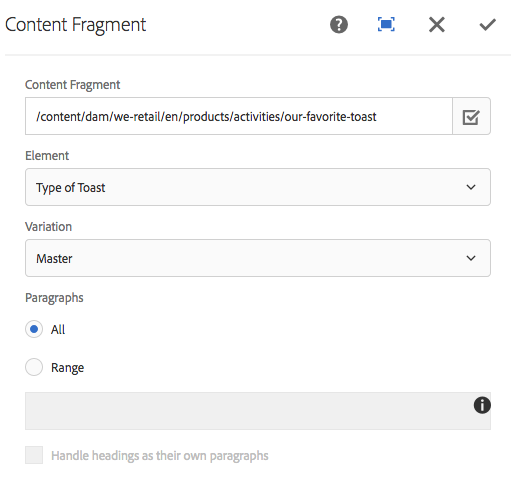 Content Fragment
Content Fragment
/content/dam/we-retail/en/products/activities/our-favorite-toast
Element
Type of Toast
Variation
Master
Paragraphs
All
Range
Handle headings as their own paragraphs